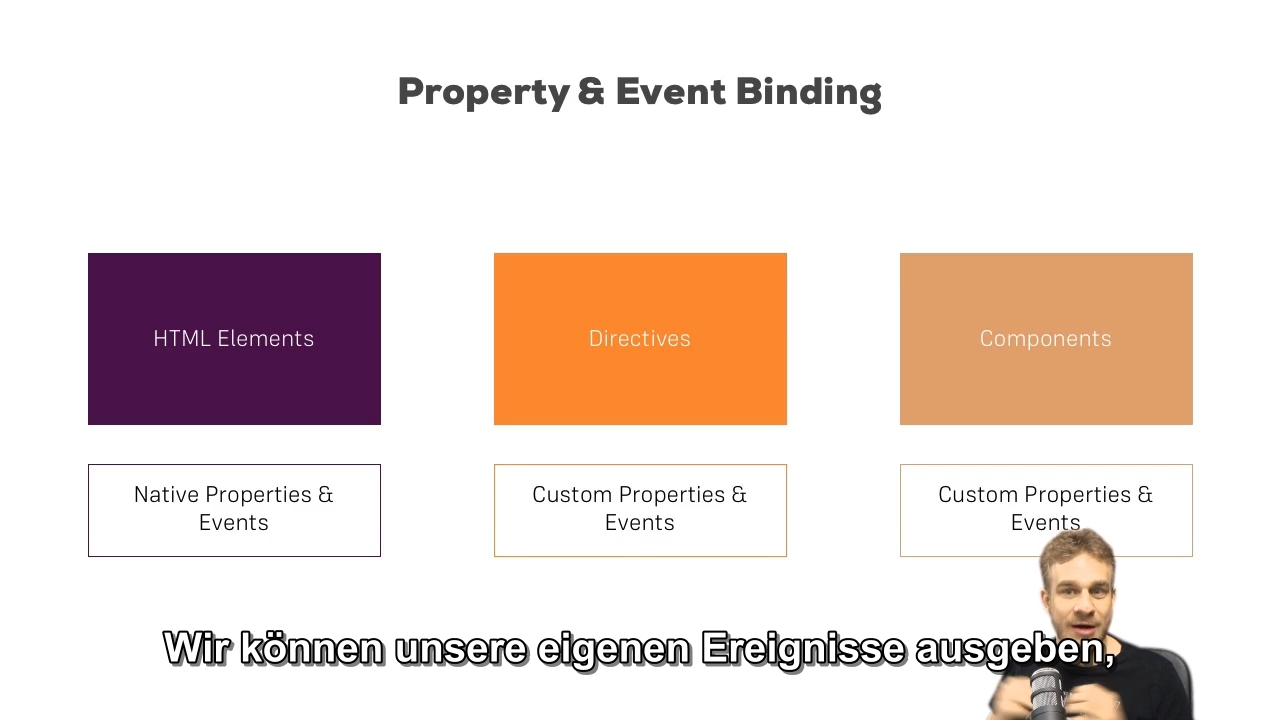 Property & Event Binding
HTML Elements
Directives
Components
Native Properties &
Events
Custom Properties &
Events
Custom Properties &
Events
Wir können unsere eigenen Ereignisse ausgeben,